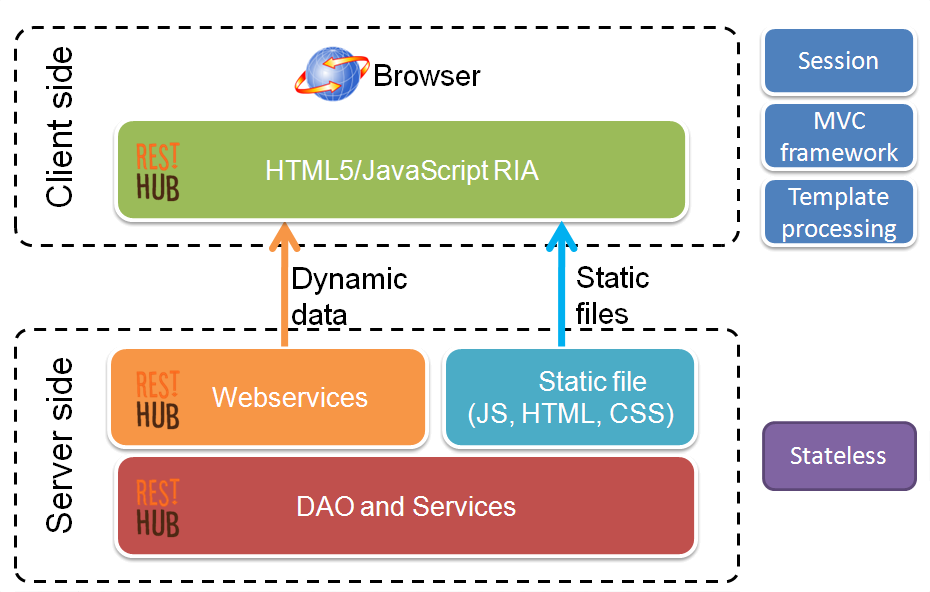 Client side
Browser
REST
HUB
HTML5/JavaScript RIA
Session
MVC
framework
Template
processing
Dynamic
data
Static
files
Server side
REST
HUB
Webservices
Static file
(JS, HTML, CSS)
REST
HUB
DAO and Services
Stateless